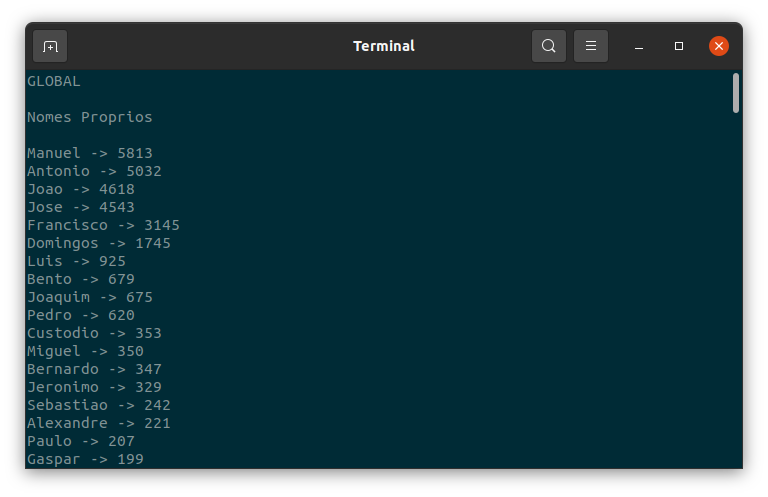 Terminal
GLOBAL
Nomes Proprios
Manuel -> 5813
Antonio -> 5032
Joao -> 4618
Jose -> 4543
Francisco -> 3145
Domingos -> 1745
Luis -> 925
Bento -> 679
Joaquim -> 675
Pedro -> 620
Custodio -> 353
Miguel -> 350
Bernardo -> 347
Jeronimo -> 329
Sebastiao -> 242
Alexandre -> 221
Paulo -> 207
Gaspar -> 199